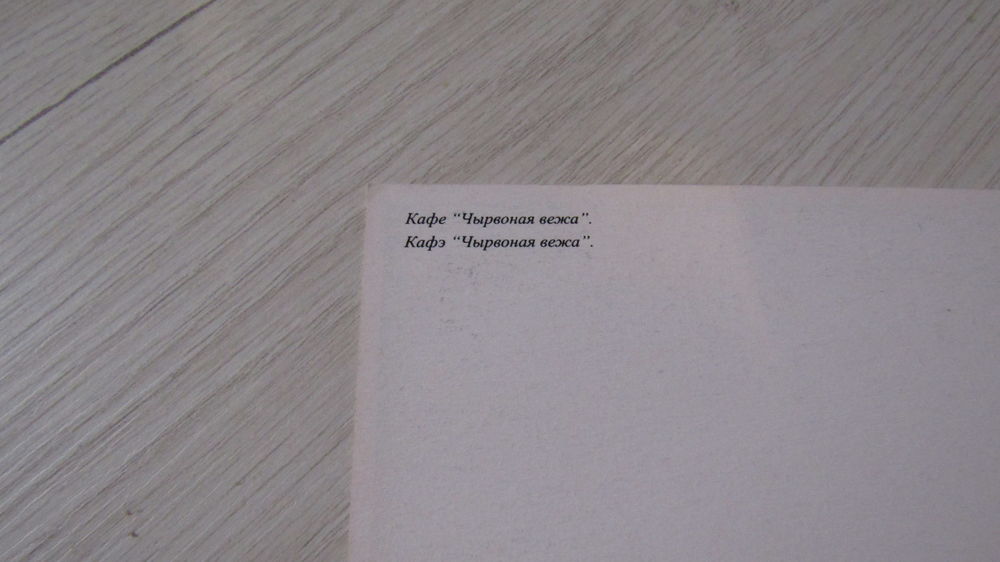 Кафе “Чырвоная вежа”.
Кафэ “Чырвоная вежа”.